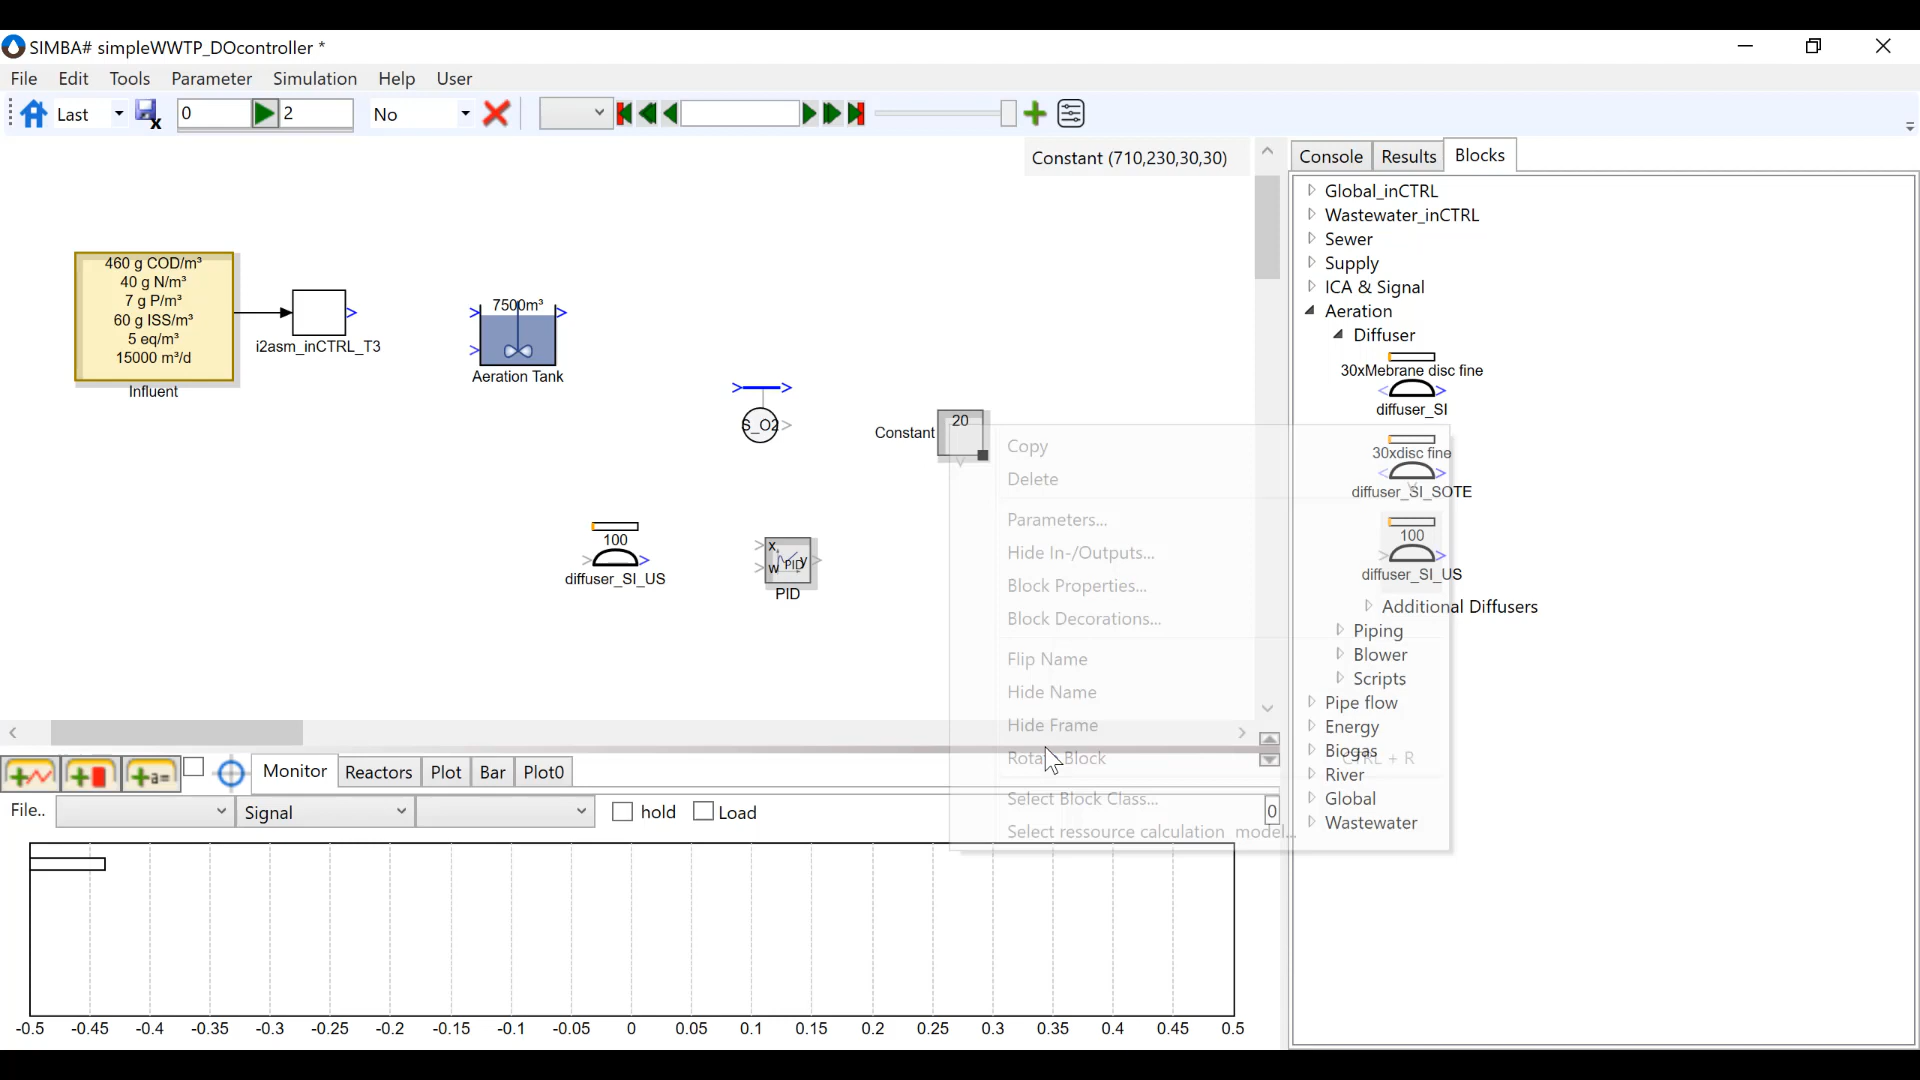 SIMBA# simpleWWTP_DOcontroller *
File Edit Tools Parameter Simulation Help User
Last 0 2 No
Constant (710,230,30,30)
Console Results Blocks
460 g COD/m³
40 g N/m³
7 g P/m³
60 g ISS/m³
5 eq/m³
15000 m³/d
Influent
i2asm_inCTRL_T3
7500m³
Aeration Tank
S_O2
Constant
20
100
diffuser_SI_US
x
w
PID
y
PID
Copy
Delete
Parameters...
Hide In-/Outputs...
Block Properties...
Block Decorations...
Flip Name
Hide Name
Hide Frame
Rotate Block CTRL + R
Select Block Class...
Select ressource calculation model...
Global_inCTRL
Wastewater_inCTRL
Sewer
Supply
ICA & Signal
Aeration
Diffuser
30xMebrane disc fine
diffuser_SI
30xdisc fine
diffuser_SI_SOTE
100
diffuser_SI_US
Additional Diffusers
Piping
Blower
Scripts
Pipe flow
Energy
Biogas
River
Global
Wastewater
+a=
Monitor Reactors Plot Bar Plot0
File.. Signal hold Load 0
-0.5 -0.45 -0.4 -0.35 -0.3 -0.25 -0.2 -0.15 -0.1 -0.05 0 0.05 0.1 0.15 0.2 0.25 0.3 0.35 0.4 0.45 0.5